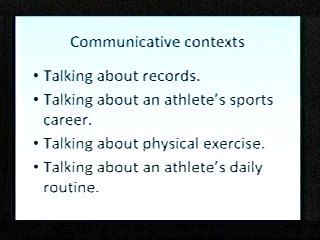 Communicative contexts
• Talking about records.
• Talking about an athlete's sports
career.
• Talking about physical exercise.
• Talking about an athlete's daily
routine.